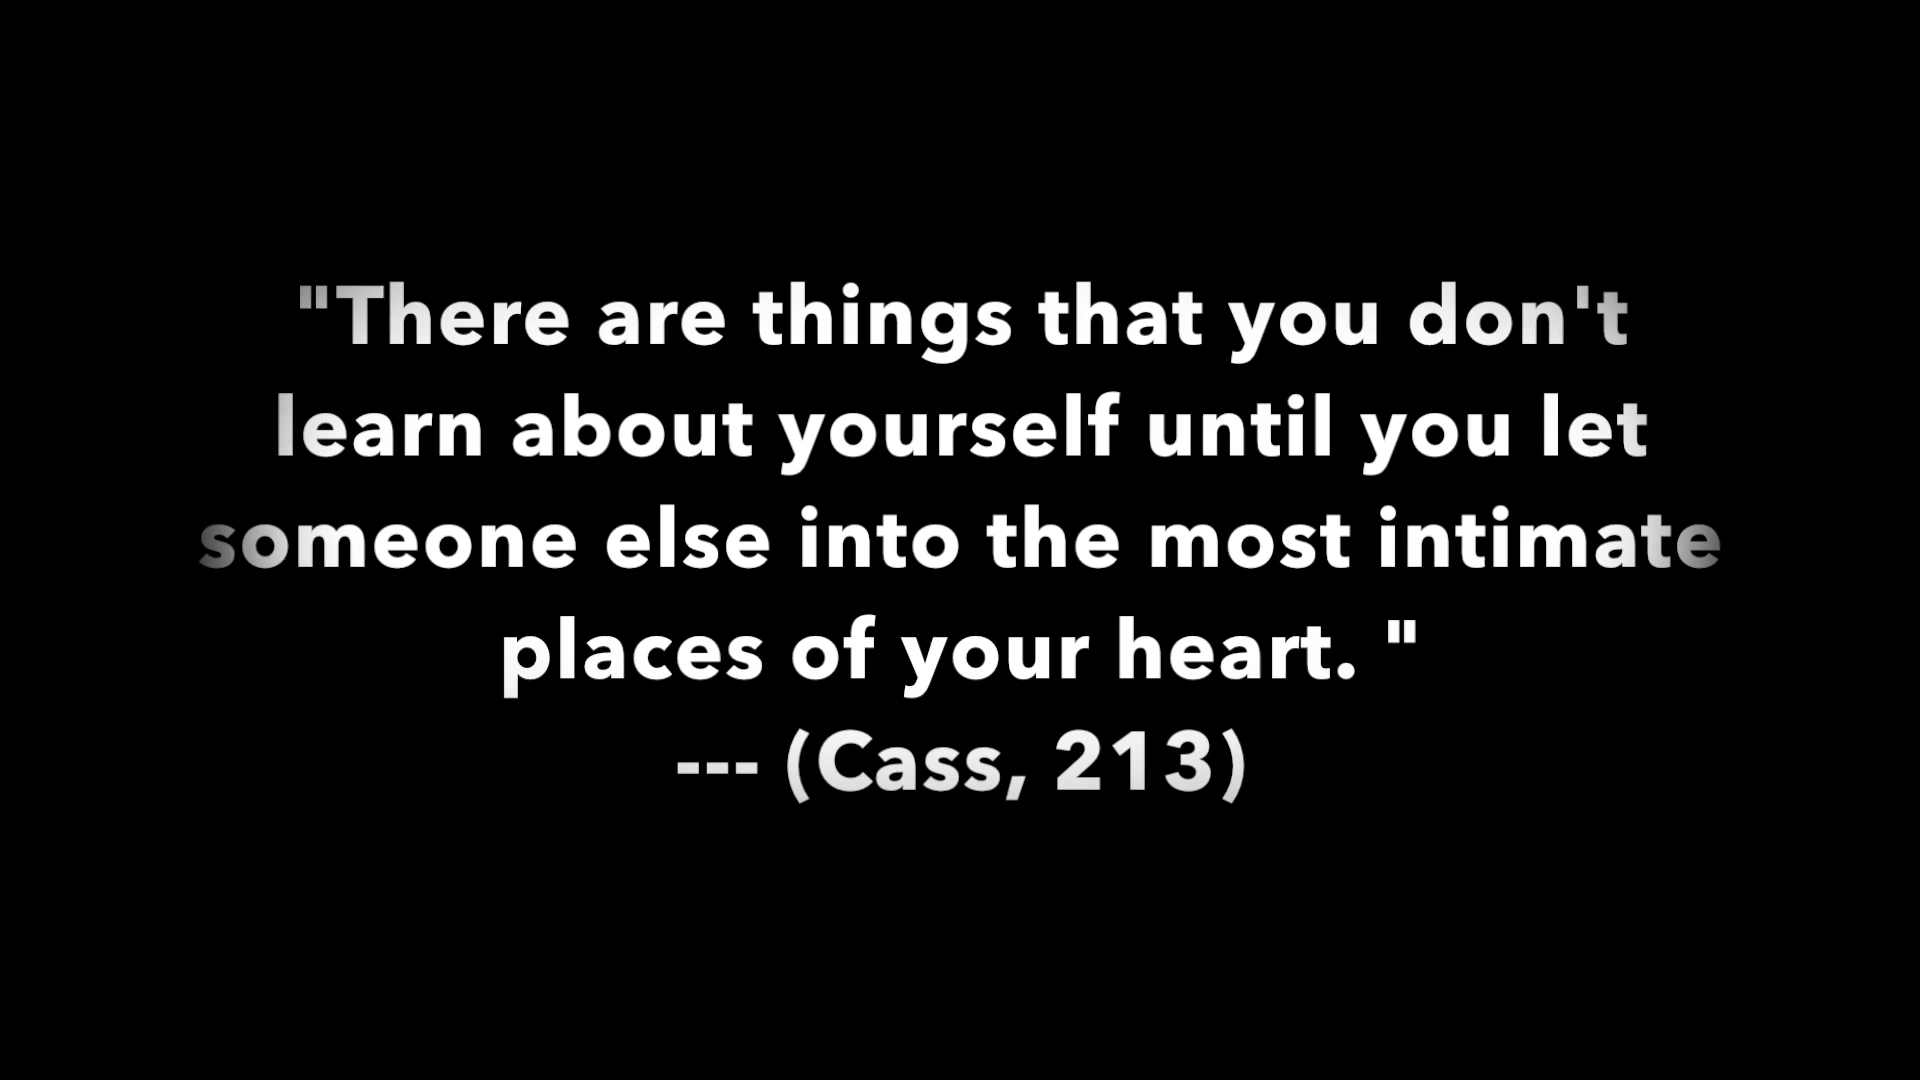 "There are things that you don't
learn about yourself until you let
someone else into the most intimate
places of your heart. "
--- (Cass, 213)